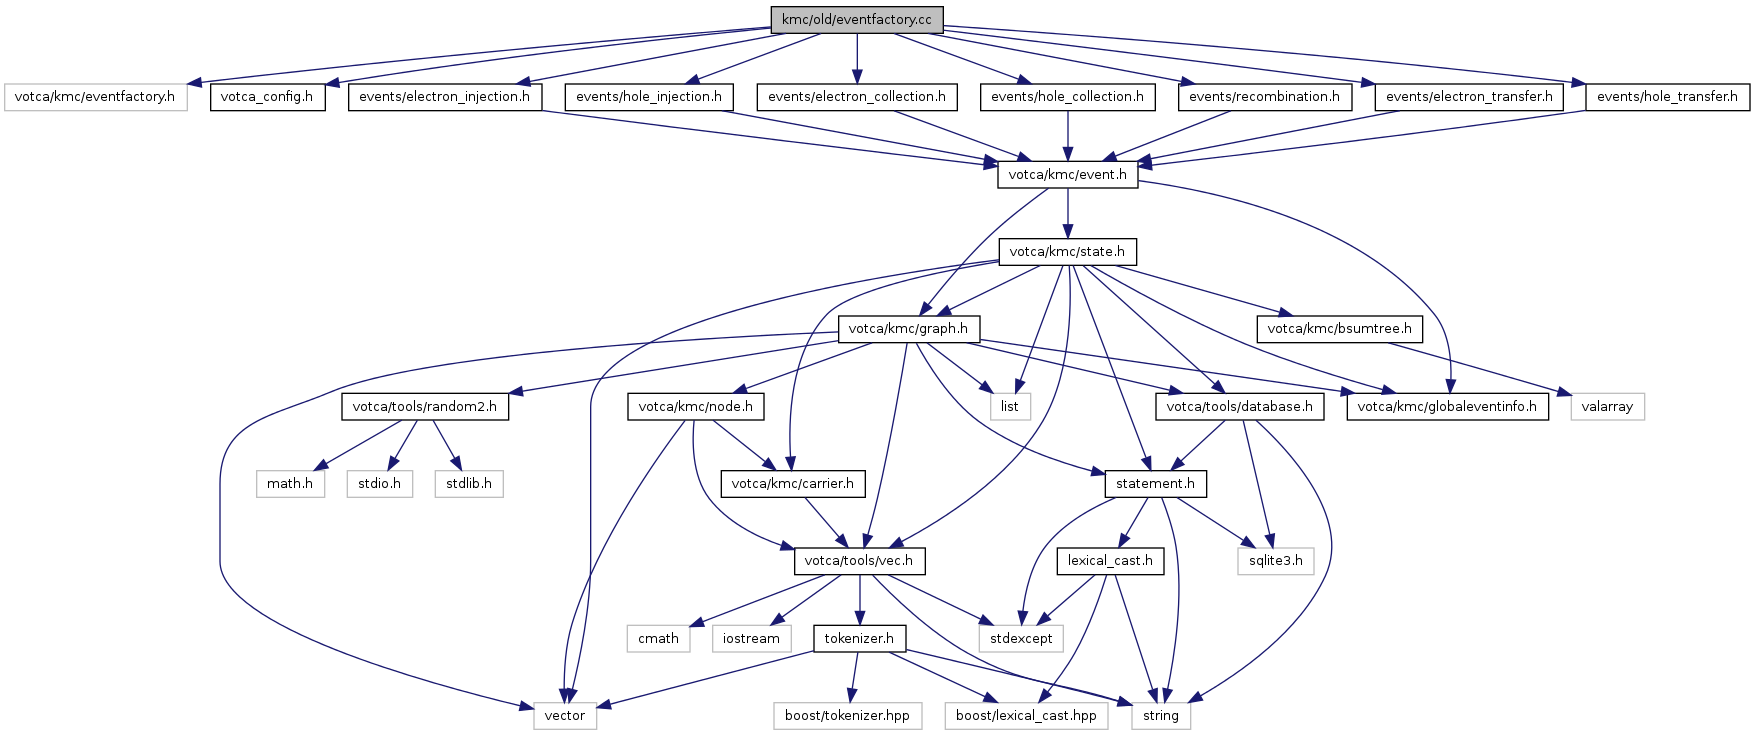 kmc/old/eventfactory.cc
votca/kmc/eventfactory.h
votca_config.h
events/electron_injection.h
events/hole_injection.h
events/electron_collection.h
events/hole_collection.h
events/recombination.h
events/electron_transfer.h
events/hole_transfer.h
votca/kmc/event.h
votca/kmc/state.h
votca/kmc/graph.h
votca/kmc/bsumtree.h
votca/tools/random2.h
votca/kmc/node.h
list
votca/tools/database.h
votca/kmc/globaleventinfo.h
valarray
math.h
stdio.h
stdlib.h
votca/kmc/carrier.h
statement.h
votca/tools/vec.h
lexical_cast.h
sqlite3.h
cmath
iostream
tokenizer.h
stdexcept
vector
boost/tokenizer.hpp
boost/lexical_cast.hpp
string